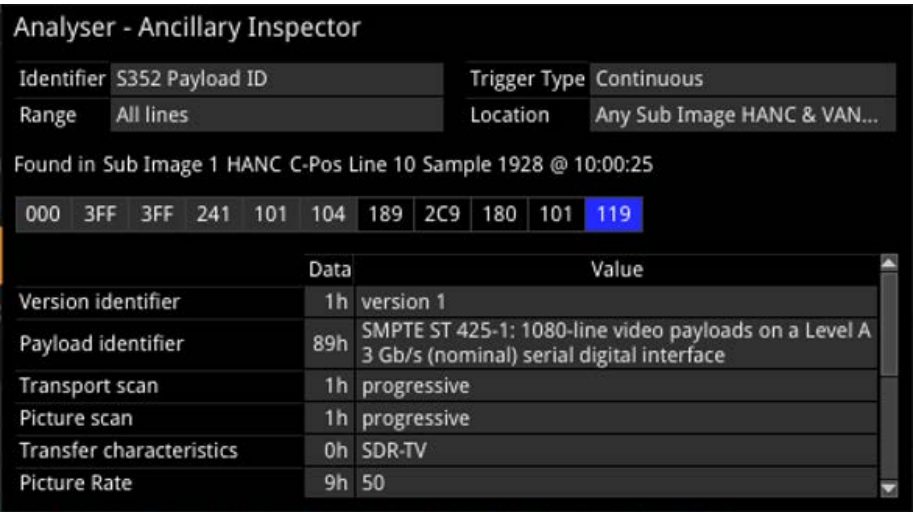 Analyser - Ancillary Inspector
Identifier S352 Payload ID Trigger Type Continuous
Range All lines Location Any Sub Image HANC & VAN...
Found in Sub Image 1 HANC C-Pos Line 10 Sample 1928 @ 10:00:25
000 3FF 3FF 241 101 104 189 2C9 180 101 119
Data Value
Version identifier 1h version 1
Payload identifier 89h SMPTE ST 425-1: 1080-line video payloads on a Level A
3 Gb/s (nominal) serial digital interface
Transport scan 1h progressive
Picture scan 1h progressive
Transfer characteristics 0h SDR-TV
Picture Rate 9h 50